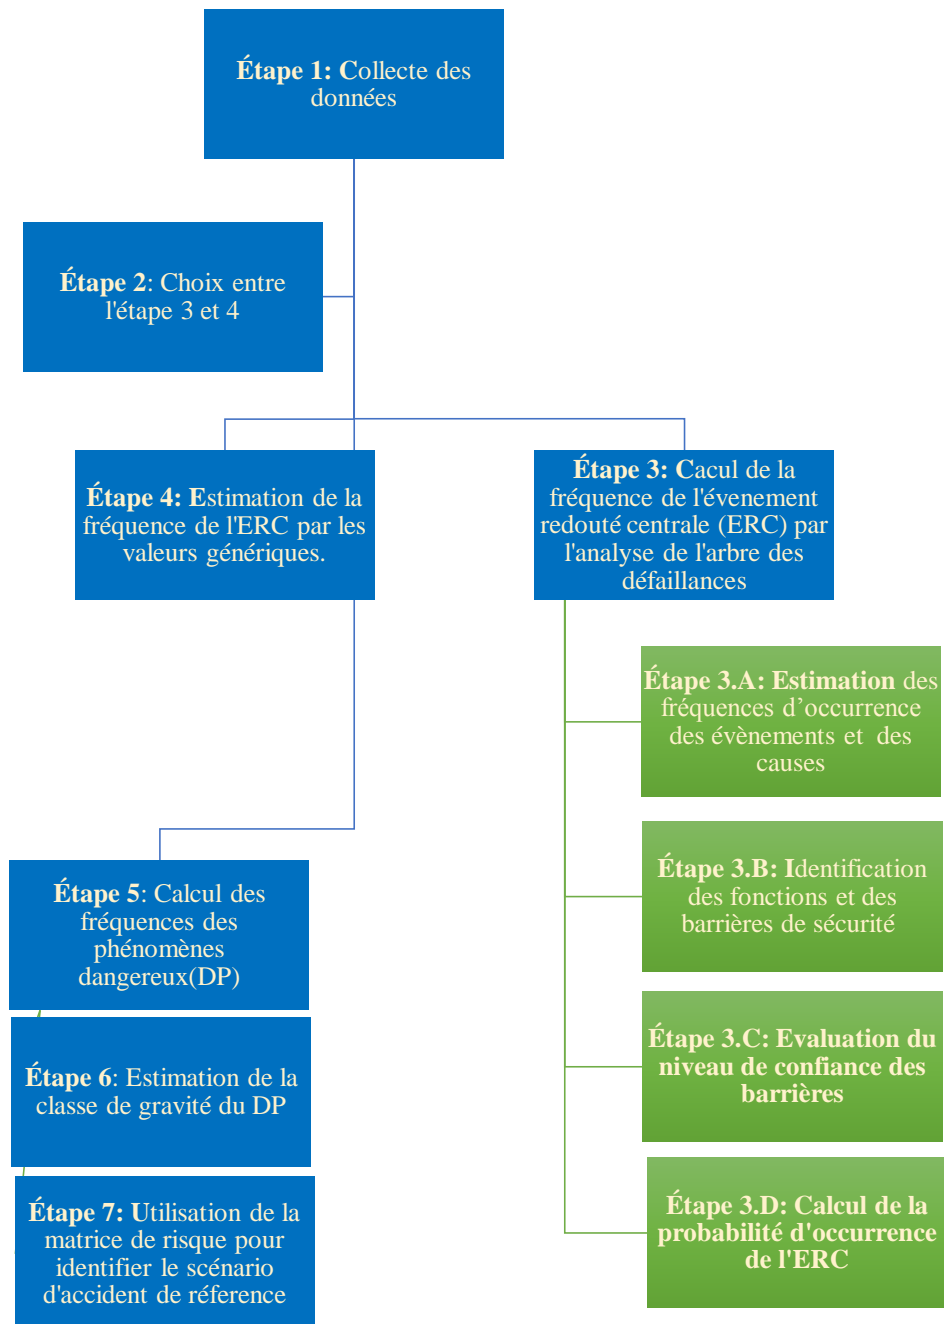 Étape 1: Collecte des
données
Étape 2: Choix entre
l'étape 3 et 4
Étape 4: Estimation de la
fréquence de l'ERC par les
valeurs génériques.
Étape 3: Cacul de la
fréquence de l'évenement
redouté centrale (ERC) par
l'analyse de l'arbre des
défaillances
Étape 3.A: Estimation des
fréquences d’occurrence
des évènements et des
causes
Étape 3.B: Identification
des fonctions et des
barrières de sécurité
Étape 3.C: Evaluation du
niveau de confiance des
barrières
Étape 3.D: Calcul de la
probabilité d'occurrence
de l'ERC
Étape 5: Calcul des
fréquences des
phénomènes
dangereux(DP)
Étape 6: Estimation de la
classe de gravité du DP
Étape 7: Utilisation de la
matrice de risque pour
identifier le scénario
d'accident de réference